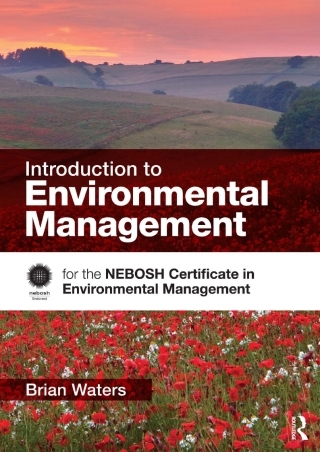 Introduction to
Environmental
Management
for the NEBOSH Certificate in
Environmental Management
nebosh
Brian Waters